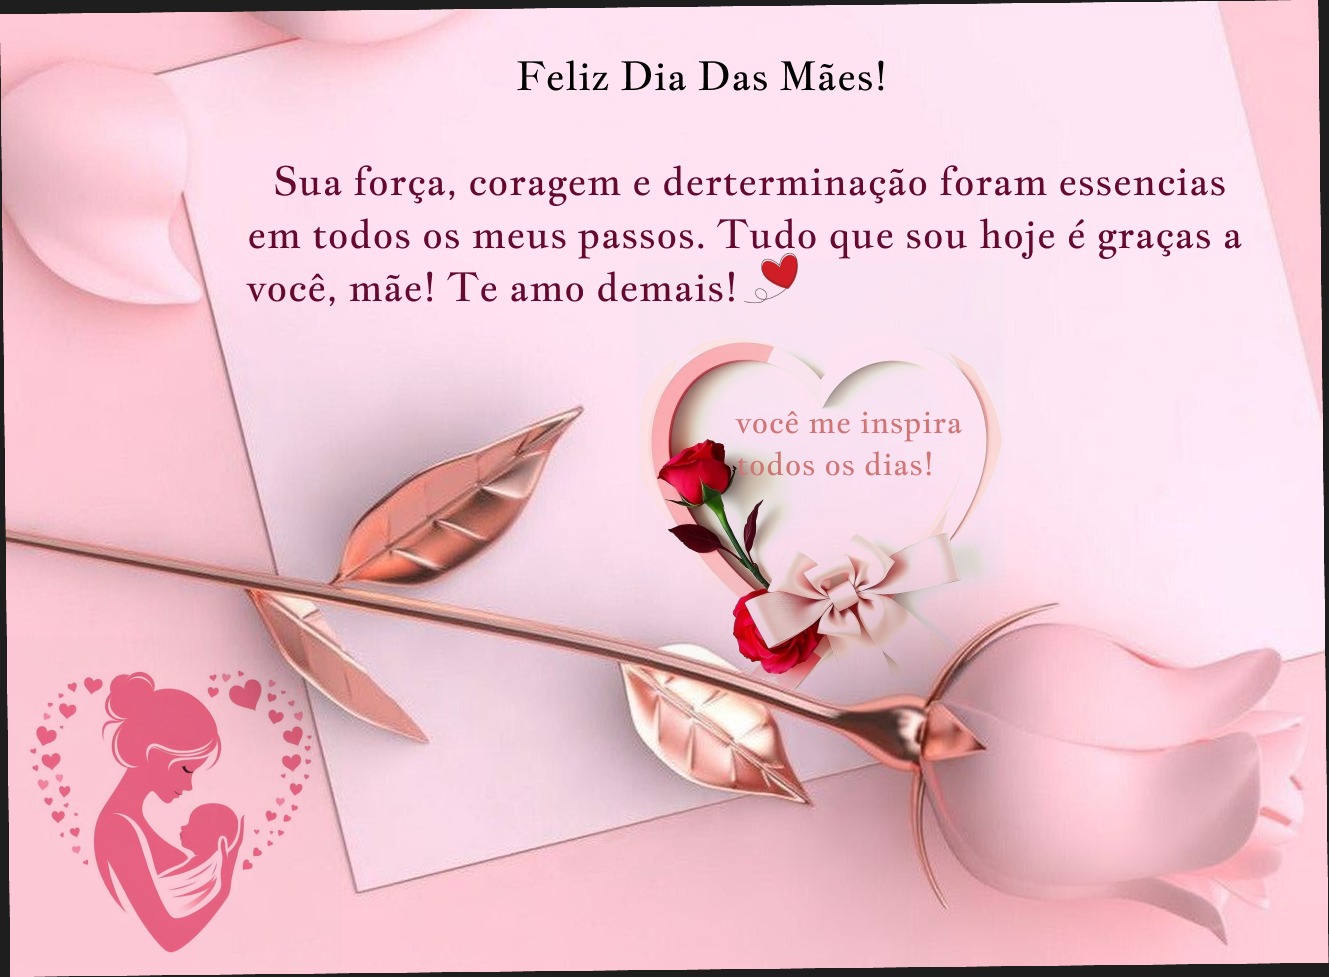 Feliz Dia Das Mães!
Sua força, coragem e derterminação foram essencias
em todos os meus passos. Tudo que sou hoje é graças a
você, mãe! Te amo demais!
você me inspira
todos os dias!